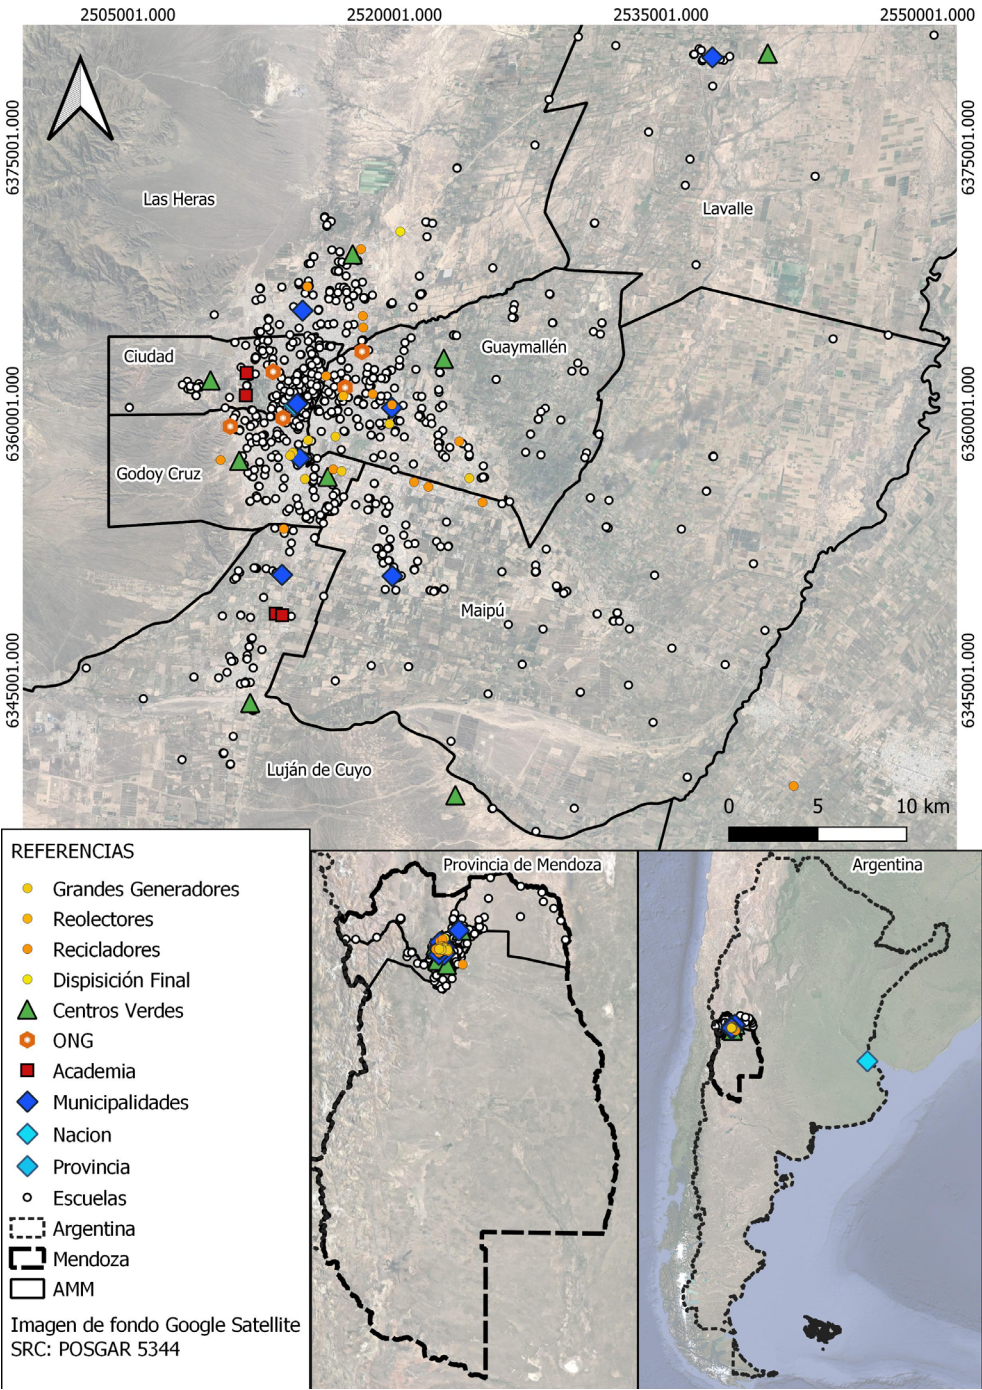 2505001.000 2520001.000 2535001.000 2550001.000
6375001.000
6375001.000
Las Heras
Lavalle
Guaymallén
Ciudad
6360001.000
6360001.000
Godoy Cruz
Maipú
6345001.000
6345001.000
Luján de Cuyo
0 5 10 km
REFERENCIAS
Grandes Generadores
Reolectores
Recicladores
Dispisición Final
Centros Verdes
ONG
Academia
Municipalidades
Nacion
Provincia
Escuelas
Argentina
Mendoza
AMM
Imagen de fondo Google Satellite
SRC: POSGAR 5344
Provincia de Mendoza
Argentina